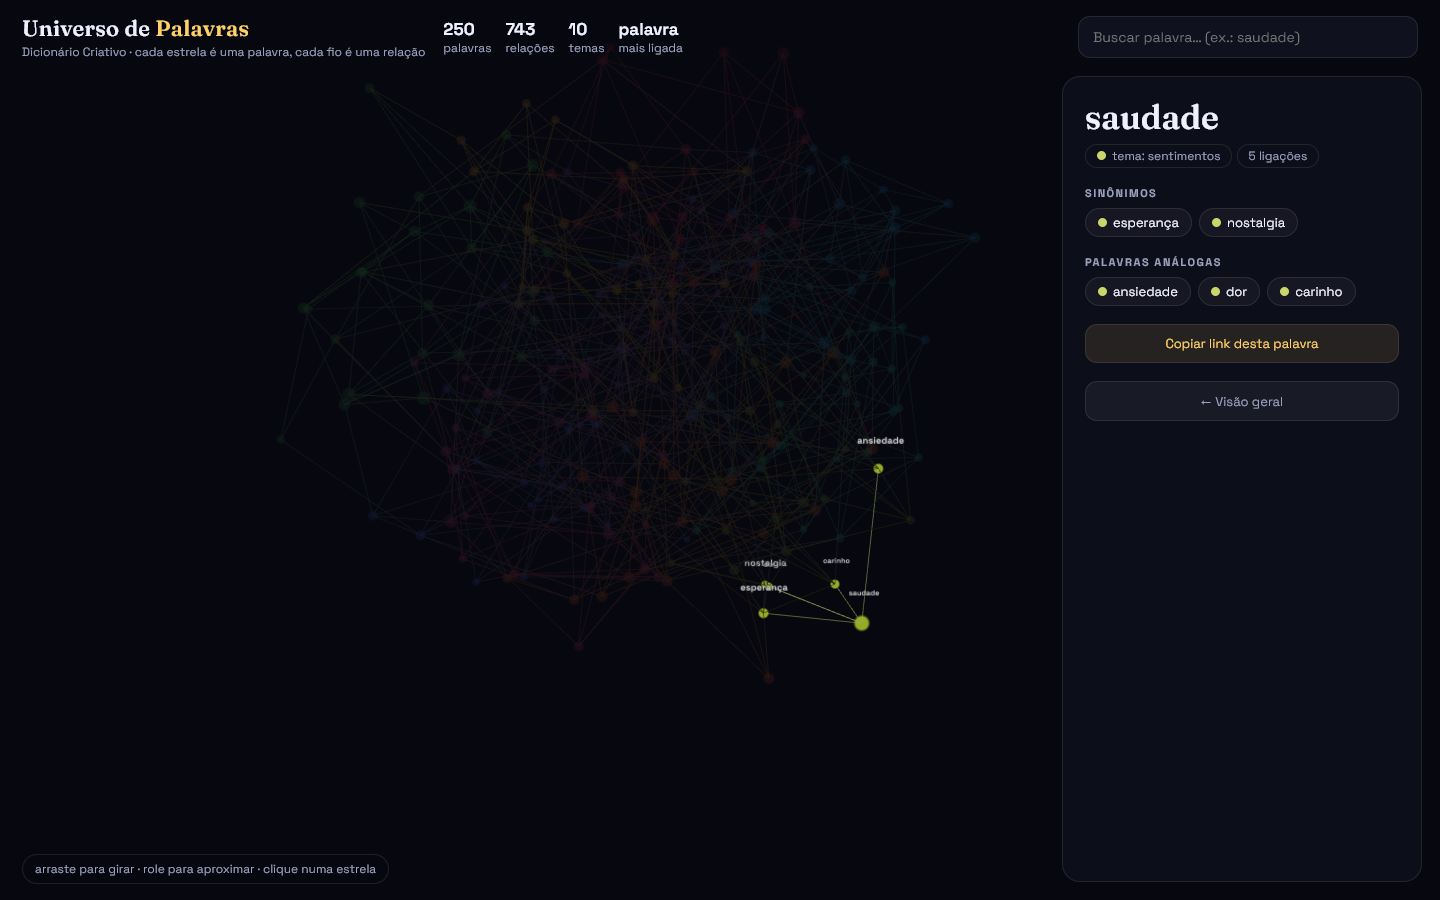 Universo de Palavras
Dicionário Criativo · cada estrela é uma palavra, cada fio é uma relação
250 palavras
743 relações
10 temas
palavra mais ligada
Buscar palavra... (ex.: saudade)
saudade
tema: sentimentos
5 ligações
SINÔNIMOS
esperança
nostalgia
PALAVRAS ANÁLOGAS
ansiedade
dor
carinho
Copiar link desta palavra
← Visão geral
ansiedade
nostalgia
carinho
esperança
saudade
arraste para girar · role para aproximar · clique numa estrela